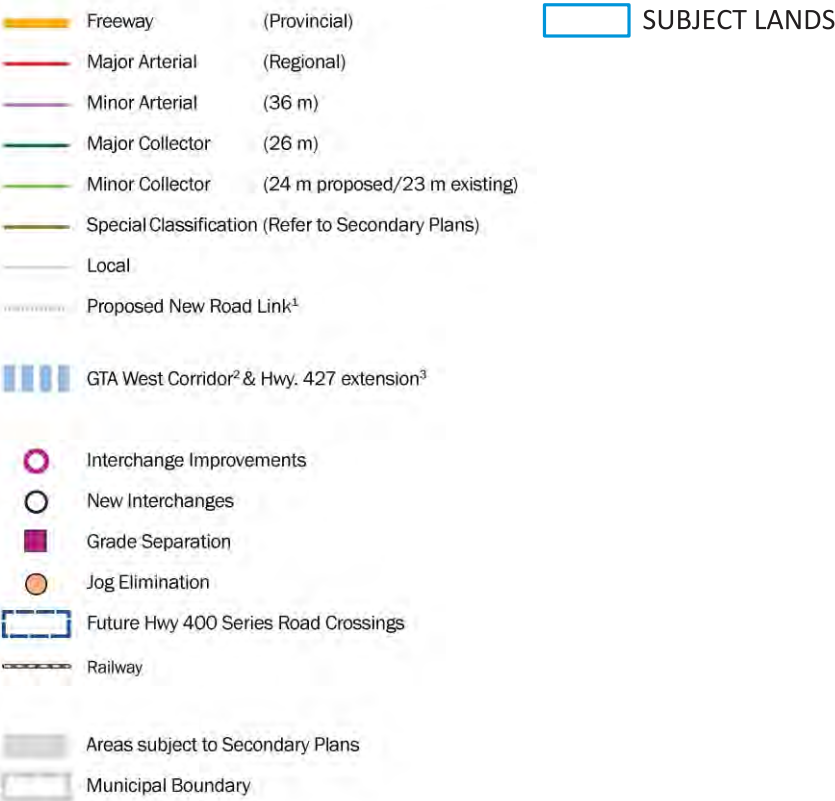 Freeway (Provincial)
SUBJECT LANDS
Major Arterial (Regional)
Minor Arterial (36 m)
Major Collector (26 m)
Minor Collector (24 m proposed/23 m existing)
Special Classification (Refer to Secondary Plans)
Local
Proposed New Road Link¹
GTA West Corridor² & Hwy. 427 extension³
Interchange Improvements
New Interchanges
Grade Separation
Jog Elimination
Future Hwy 400 Series Road Crossings
Railway
Areas subject to Secondary Plans
Municipal Boundary